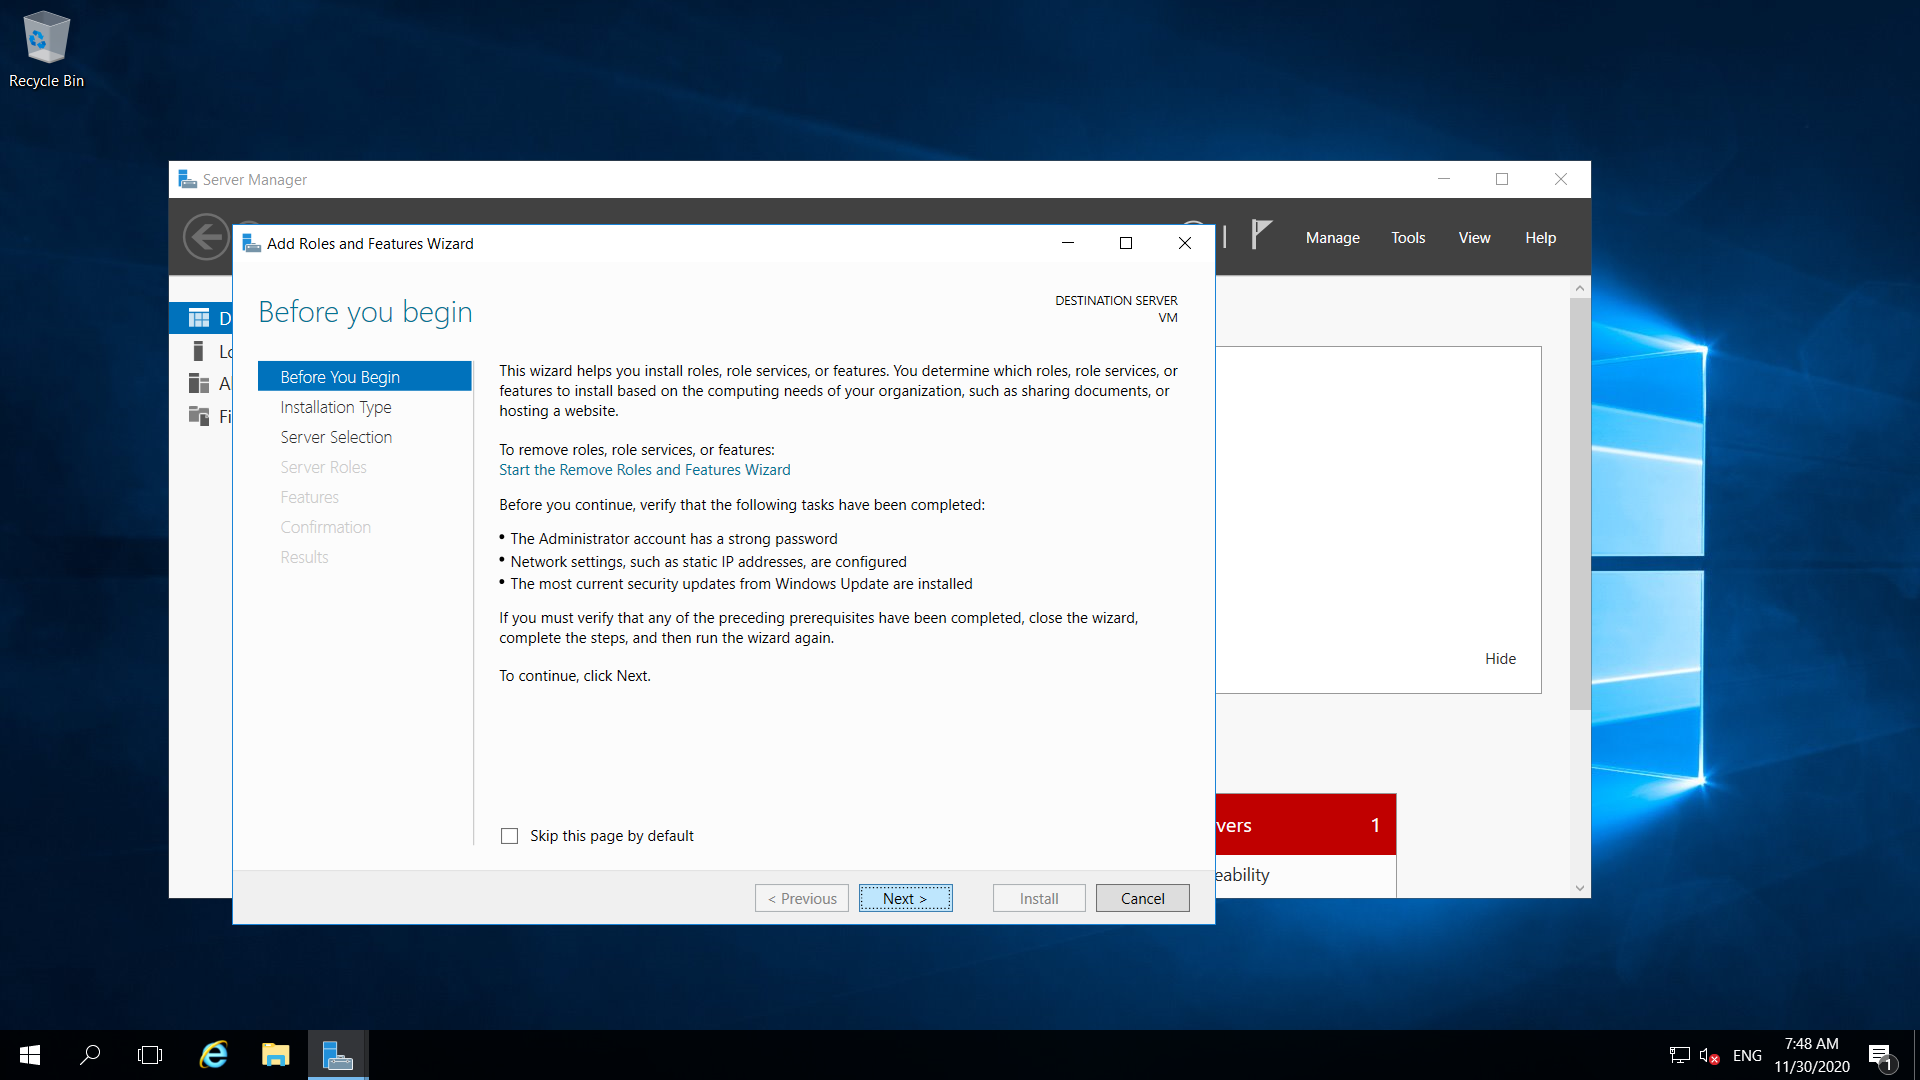 Recycle Bin
Server Manager
Manage
Tools
View
Help
Add Roles and Features Wizard
Before you begin
DESTINATION SERVER
VM
Before You Begin
Installation Type
Server Selection
Server Roles
Features
Confirmation
Results
This wizard helps you install roles, role services, or features. You determine which roles, role services, or
features to install based on the computing needs of your organization, such as sharing documents, or
hosting a website.
To remove roles, role services, or features:
Start the Remove Roles and Features Wizard
Before you continue, verify that the following tasks have been completed:
• The Administrator account has a strong password
• Network settings, such as static IP addresses, are configured
• The most current security updates from Windows Update are installed
If you must verify that any of the preceding prerequisites have been completed, close the wizard,
complete the steps, and then run the wizard again.
To continue, click Next.
Skip this page by default
< Previous
Next >
Install
Cancel
D
Lo
A
Fi
Hide
vers 1
eability
ENG
7:48 AM
11/30/2020
1